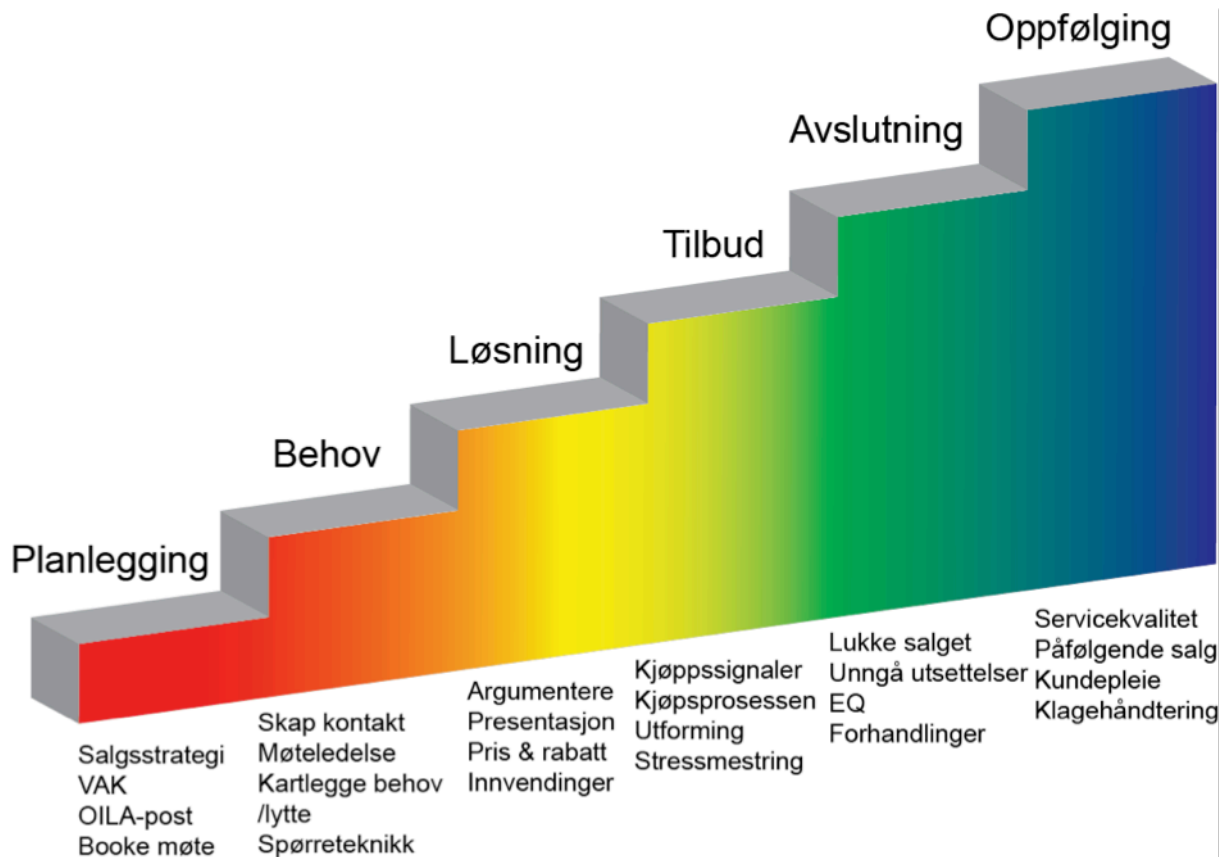 Oppfølging
Avslutning
Tilbud
Løsning
Behov
Planlegging
Salgsstrategi
VAK
OILA-post
Booke møte
Skap kontakt
Møteledelse
Kartlegge behov
/lytte
Spørreteknikk
Argumentere
Presentasjon
Pris & rabatt
Innvendinger
Kjøppssignaler
Kjøpsprosessen
Utforming
Stressmestring
Lukke salget
Unngå utsettelser
EQ
Forhandlinger
Servicekvalitet
Påfølgende salg
Kundepleie
Klagehåndtering